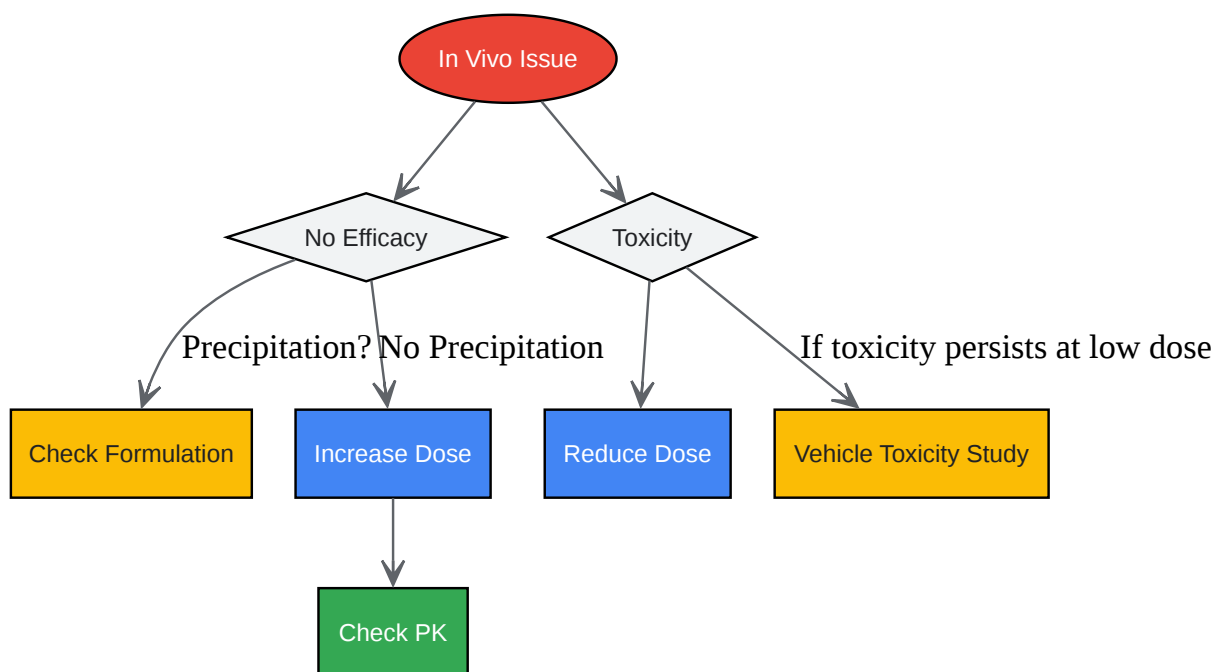 In Vivo Issue
No Efficacy
Toxicity
Precipitation?
No Precipitation
If toxicity persists at low dose
Check Formulation
Increase Dose
Reduce Dose
Vehicle Toxicity Study
Check PK